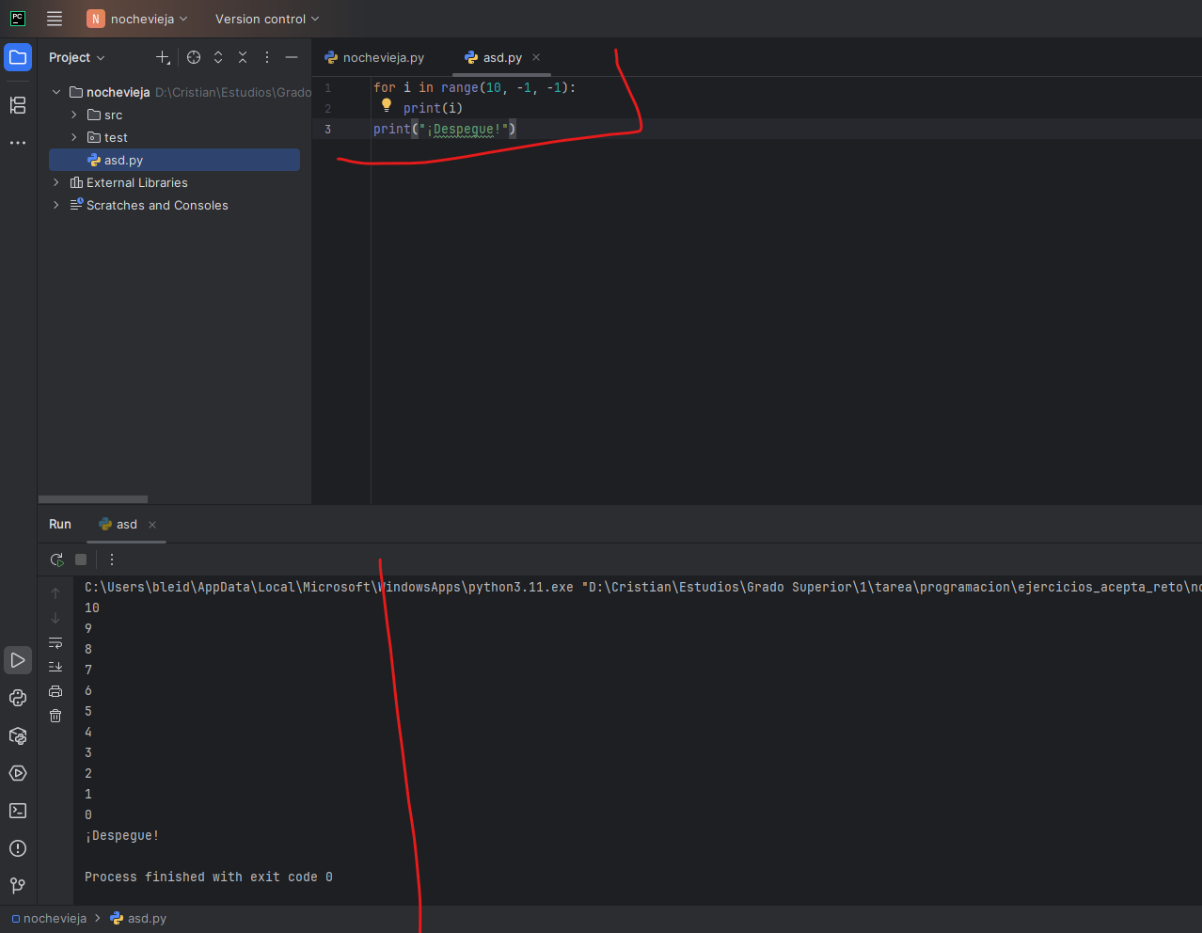 PC
N nochevieja Version control
Project
nochevieja D:\Cristian\Estudios\Grado
src
test
asd.py
External Libraries
Scratches and Consoles
nochevieja.py asd.py
1 for i in range(10, -1, -1):
2 print(i)
3 print("¡Despegue!")
Run asd
C:\Users\bleid\AppData\Local\Microsoft\WindowsApps\python3.11.exe "D:\Cristian\Estudios\Grado Superior\1\tarea\programacion\ejercicios_acepta_reto\no
10
9
8
7
6
5
4
3
2
1
0
¡Despegue!
Process finished with exit code 0
nochevieja > asd.py